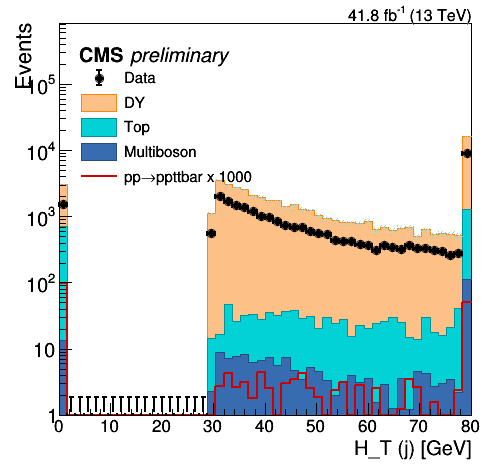 41.8 fb⁻¹ (13 TeV)
Events
CMS preliminary
Data
DY
Top
Multiboson
pp→ppttbar x 1000
10⁵
10⁴
10³
10²
10
1
0 10 20 30 40 50 60 70 80
H_T (j) [GeV]